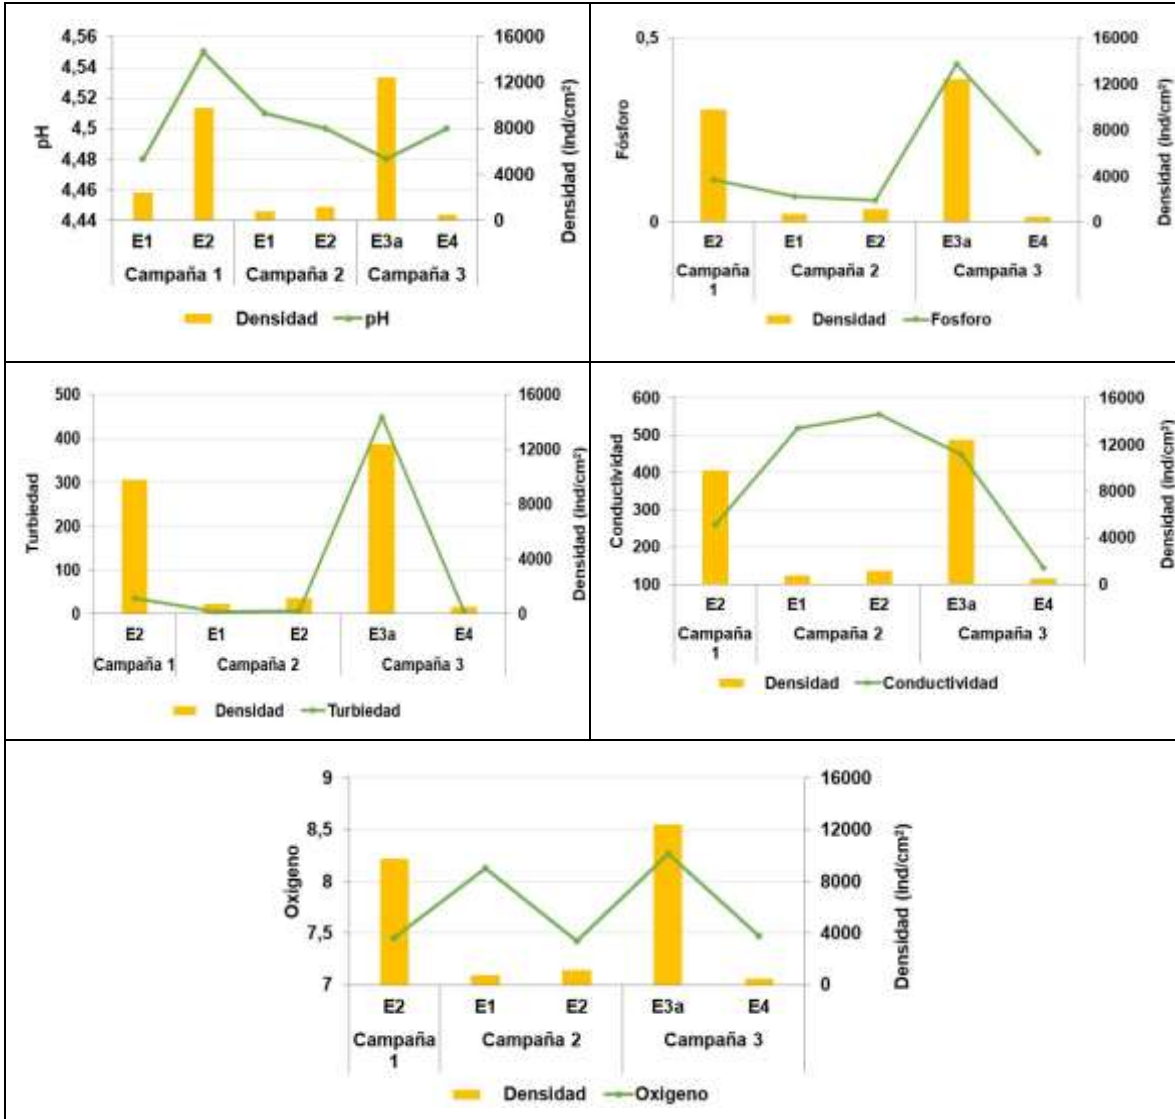 4,56
4,54
4,52
4,5
4,48
4,46
4,44
pH
16000
12000
8000
4000
0
Densidad (Ind/cm²)
E1 E2 E1 E2 E3a E4
Campaña 1 Campaña 2 Campaña 3
Densidad pH
0,5
0
Fósforo
16000
12000
8000
4000
0
Densidad (Ind/cm²)
E2 E1 E2 E3a E4
Campaña Campaña 2 Campaña 3
1
Densidad Fosforo
500
400
300
200
100
0
Turbiedad
16000
12000
8000
4000
0
Densidad (ind/cm²)
E2 E1 E2 E3a E4
Campaña 1 Campaña 2 Campaña 3
Densidad Turbiedad
600
500
400
300
200
100
Conductividad
16000
12000
8000
4000
0
Densidad (Ind/cm²)
E2 E1 E2 E3a E4
Campaña Campaña 2 Campaña 3
1
Densidad Conductividad
9
8,5
8
7,5
7
Oxigeno
16000
12000
8000
4000
0
Densidad (Ind/cm²)
E2 E1 E2 E3a E4
Campaña Campaña 2 Campaña 3
1
Densidad Oxigeno